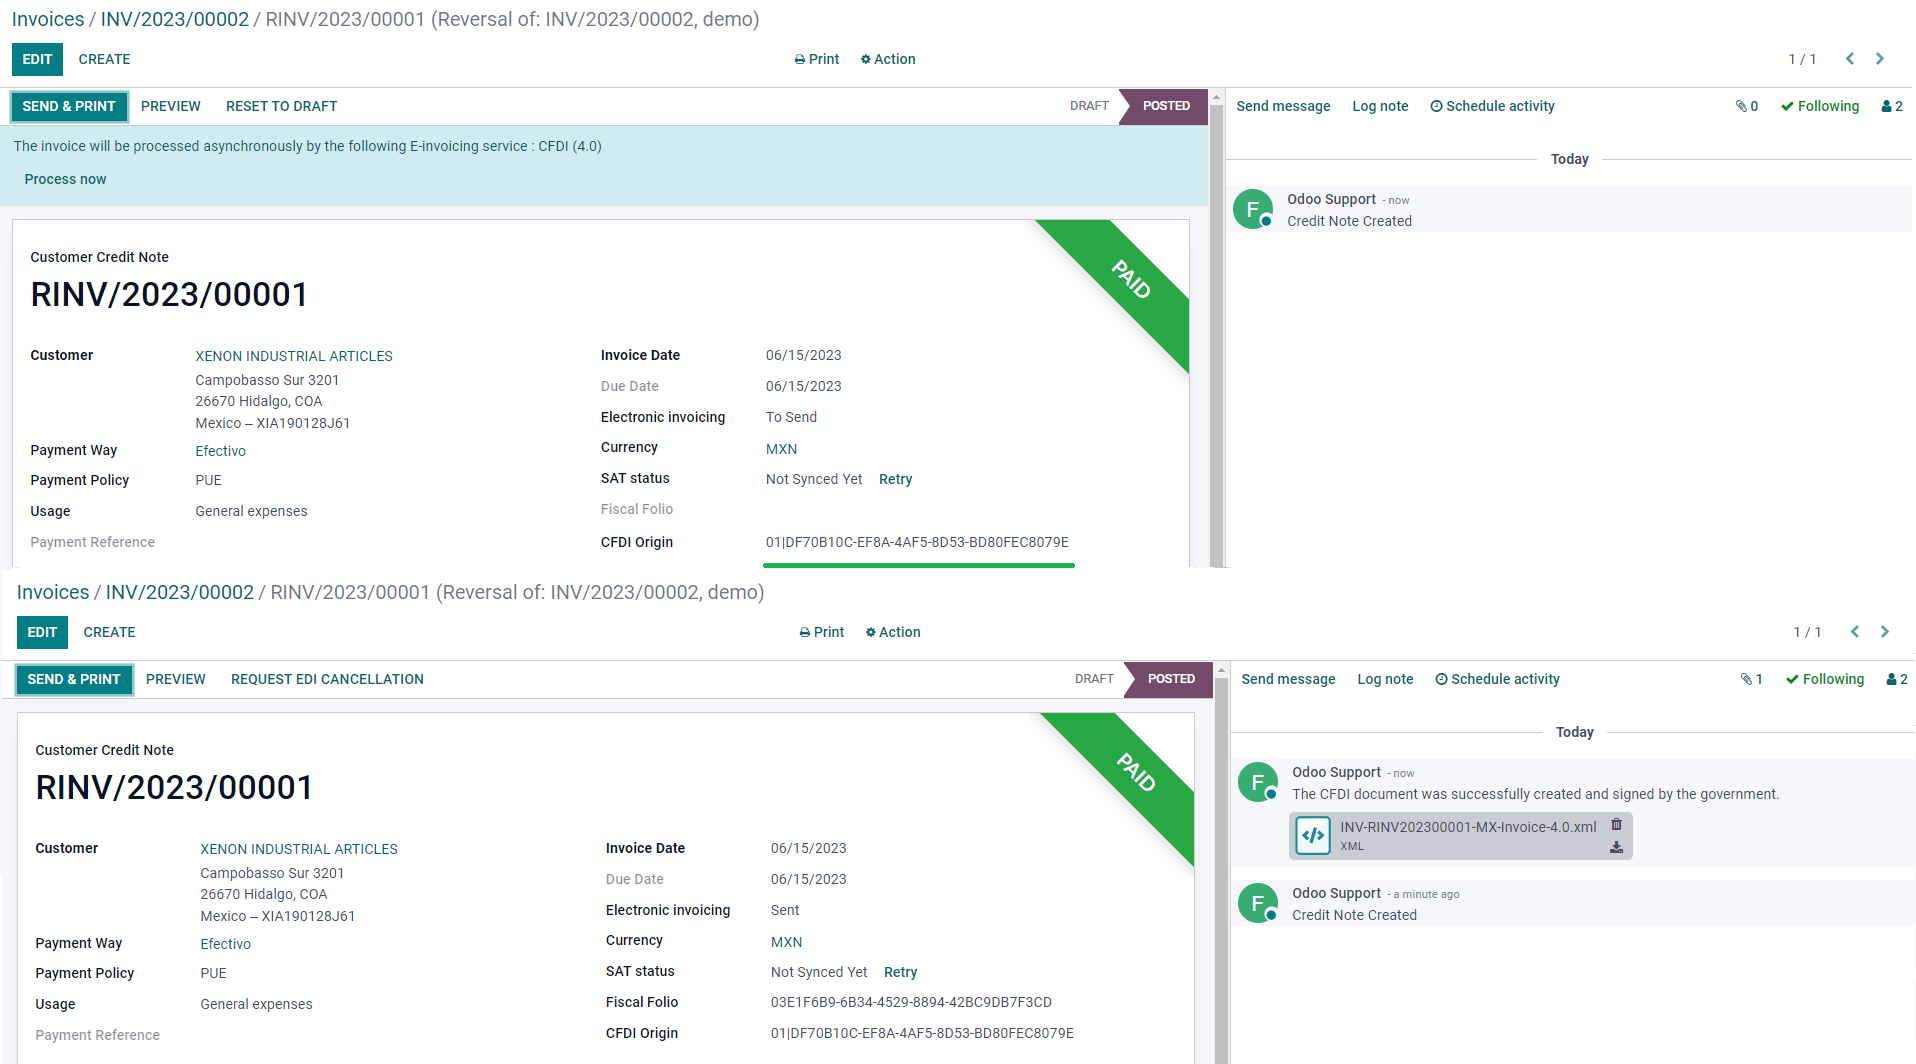 Invoices / INV/2023/00002 / RINV/2023/00001 (Reversal of: INV/2023/00002, demo)
EDIT CREATE Print Action 1 / 1
SEND & PRINT PREVIEW RESET TO DRAFT DRAFT POSTED Send message Log note Schedule activity 0 Following 2
The invoice will be processed asynchronously by the following E-invoicing service : CFDI (4.0)
Process now
Today
F Odoo Support - now
Credit Note Created
PAID
Customer Credit Note
RINV/2023/00001
Customer XENON INDUSTRIAL ARTICLES
Campobasso Sur 3201
26670 Hidalgo, COA
Mexico – XIA190128J61
Payment Way Efectivo
Payment Policy PUE
Usage General expenses
Payment Reference
Invoice Date 06/15/2023
Due Date 06/15/2023
Electronic invoicing To Send
Currency MXN
SAT status Not Synced Yet Retry
Fiscal Folio
CFDI Origin 01|DF70B10C-EF8A-4AF5-8D53-BD80FEC8079E
Invoices / INV/2023/00002 / RINV/2023/00001 (Reversal of: INV/2023/00002, demo)
EDIT CREATE Print Action 1 / 1
SEND & PRINT PREVIEW REQUEST EDI CANCELLATION DRAFT POSTED Send message Log note Schedule activity 1 Following 2
Today
F Odoo Support - now
The CFDI document was successfully created and signed by the government.
INV-RINV202300001-MX-Invoice-4.0.xml
XML
F Odoo Support - a minute ago
Credit Note Created
PAID
Customer Credit Note
RINV/2023/00001
Customer XENON INDUSTRIAL ARTICLES
Campobasso Sur 3201
26670 Hidalgo, COA
Mexico – XIA190128J61
Payment Way Efectivo
Payment Policy PUE
Usage General expenses
Payment Reference
Invoice Date 06/15/2023
Due Date 06/15/2023
Electronic invoicing Sent
Currency MXN
SAT status Not Synced Yet Retry
Fiscal Folio 03E1F6B9-6B34-4529-8894-42BC9DB7F3CD
CFDI Origin 01|DF70B10C-EF8A-4AF5-8D53-BD80FEC8079E